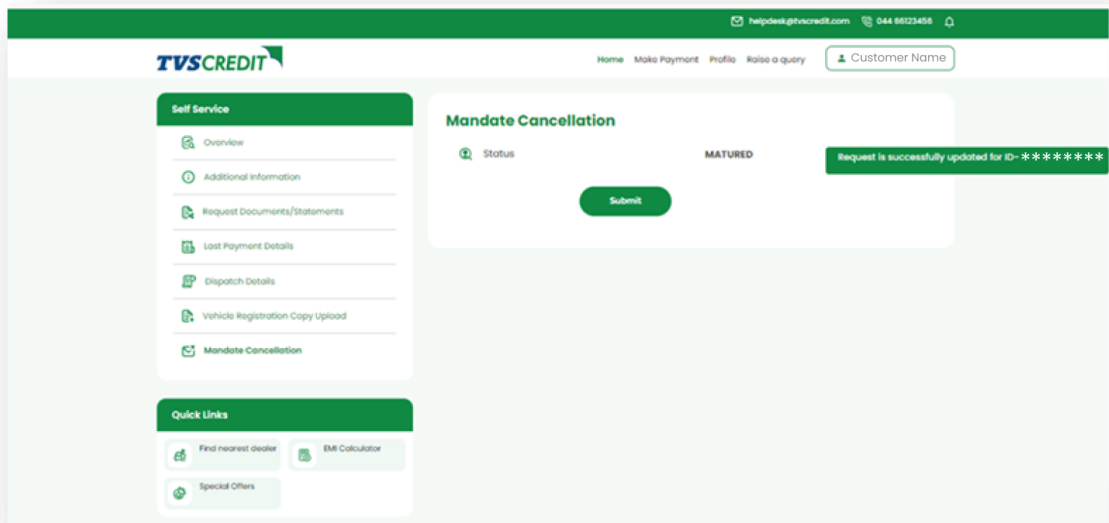 helpdesk@tvscredit.com 044 66123456
TVS CREDIT
Home Make Payment Profile Raise a query Customer Name
Self Service
Overview
Additional Information
Request Documents/Statements
Last Payment Details
Dispatch Details
Vehicle Registration Copy Upload
Mandate Cancellation
Mandate Cancellation
Status MATURED
Request is successfully updated for ID-********
Submit
Quick Links
Find nearest dealer EMI Calculator
Special Offers